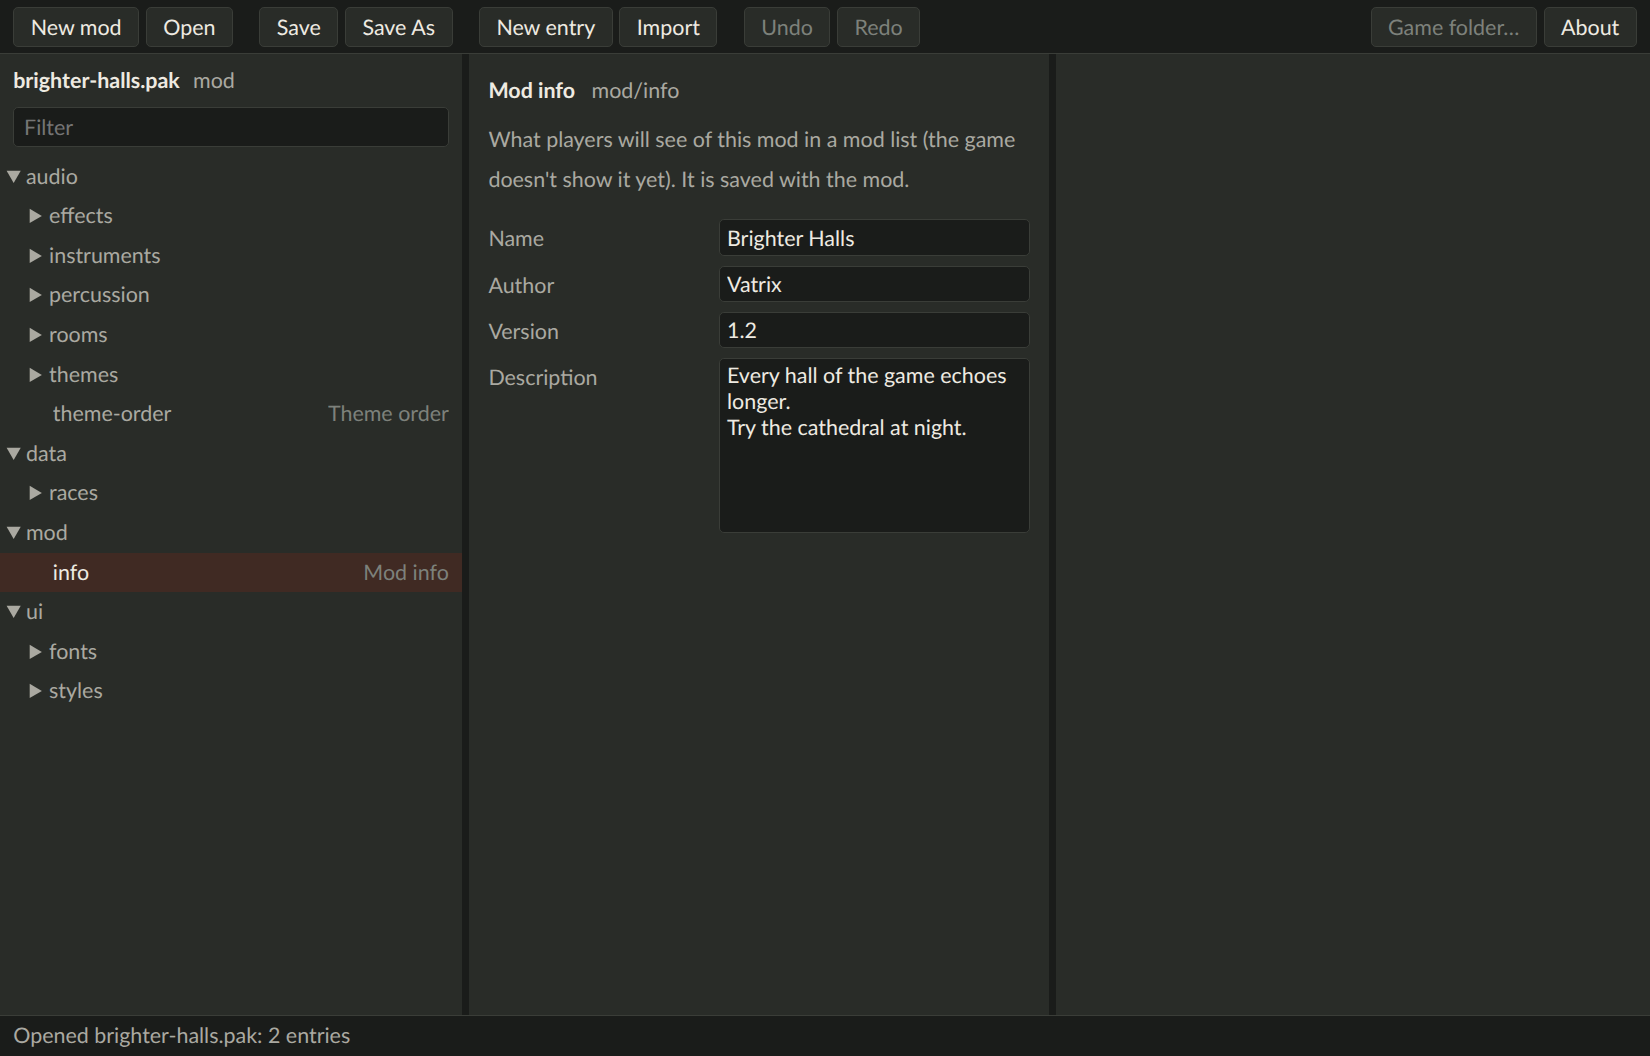 New mod Open Save Save As New entry Import Undo Redo Game folder... About
brighter-halls.pak mod
Filter
audio
effects
instruments
percussion
rooms
themes
theme-order Theme order
data
races
mod
info Mod info
ui
fonts
styles
Mod info mod/info
What players will see of this mod in a mod list (the game
doesn't show it yet). It is saved with the mod.
Name Brighter Halls
Author Vatrix
Version 1.2
Description Every hall of the game echoes
longer.
Try the cathedral at night.
Opened brighter-halls.pak: 2 entries